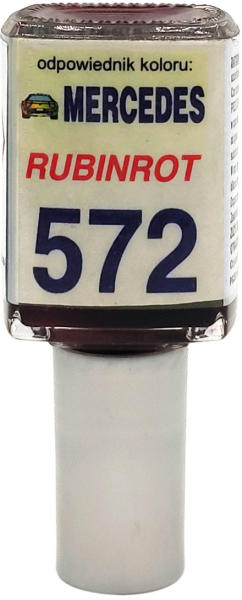 odpowiednik koloru:
MERCEDES
RUBINROT
572